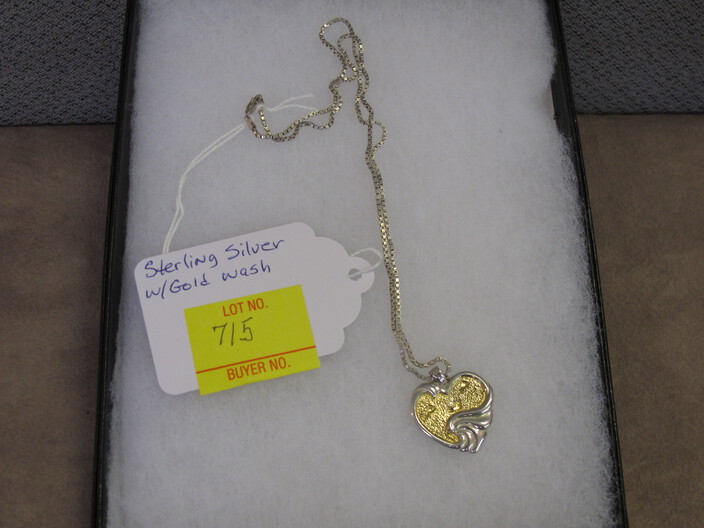 Sterling Silver
w/Gold wash
LOT NO.
715
BUYER NO.